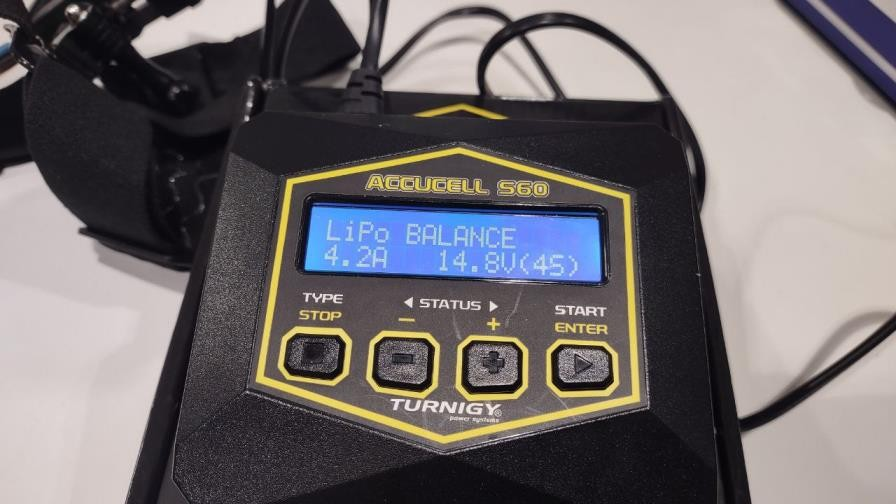 ACCUCELL S60
LiPo BALANCE
4.2A 14.8V(4S)
TYPE
STOP
◀ STATUS ▶
− +
START
ENTER
TURNIGY®
power systems